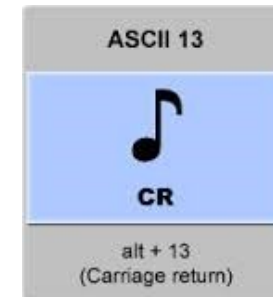 ASCII 13
♪
CR
alt + 13
(Carriage return)